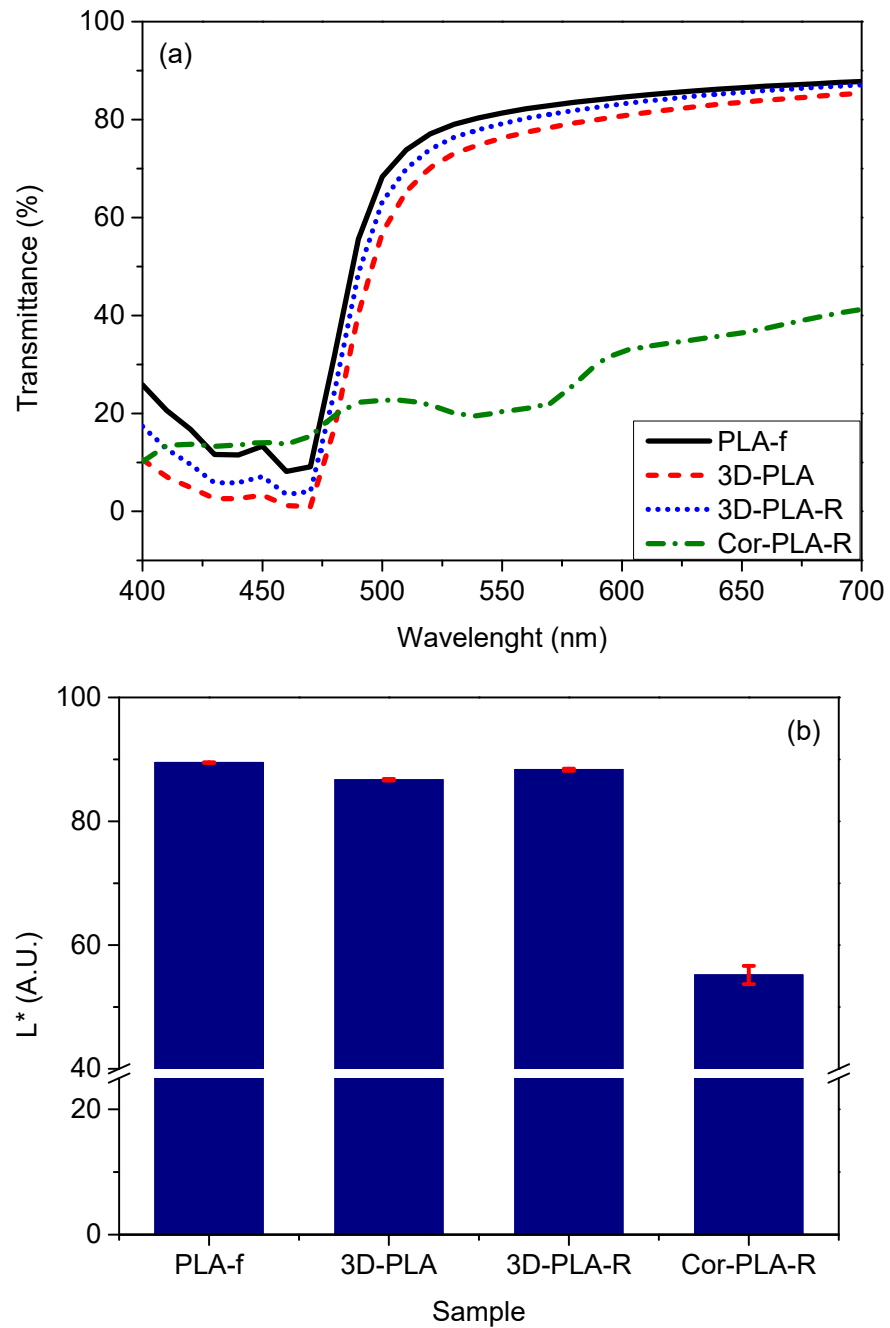 100
(a)
80
60
40
20
0
Transmittance (%)
PLA-f
3D-PLA
3D-PLA-R
Cor-PLA-R
400
450
500
550
600
650
700
Wavelenght (nm)
100
(b)
80
60
40
20
0
L* (A.U.)
PLA-f
3D-PLA
3D-PLA-R
Cor-PLA-R
Sample